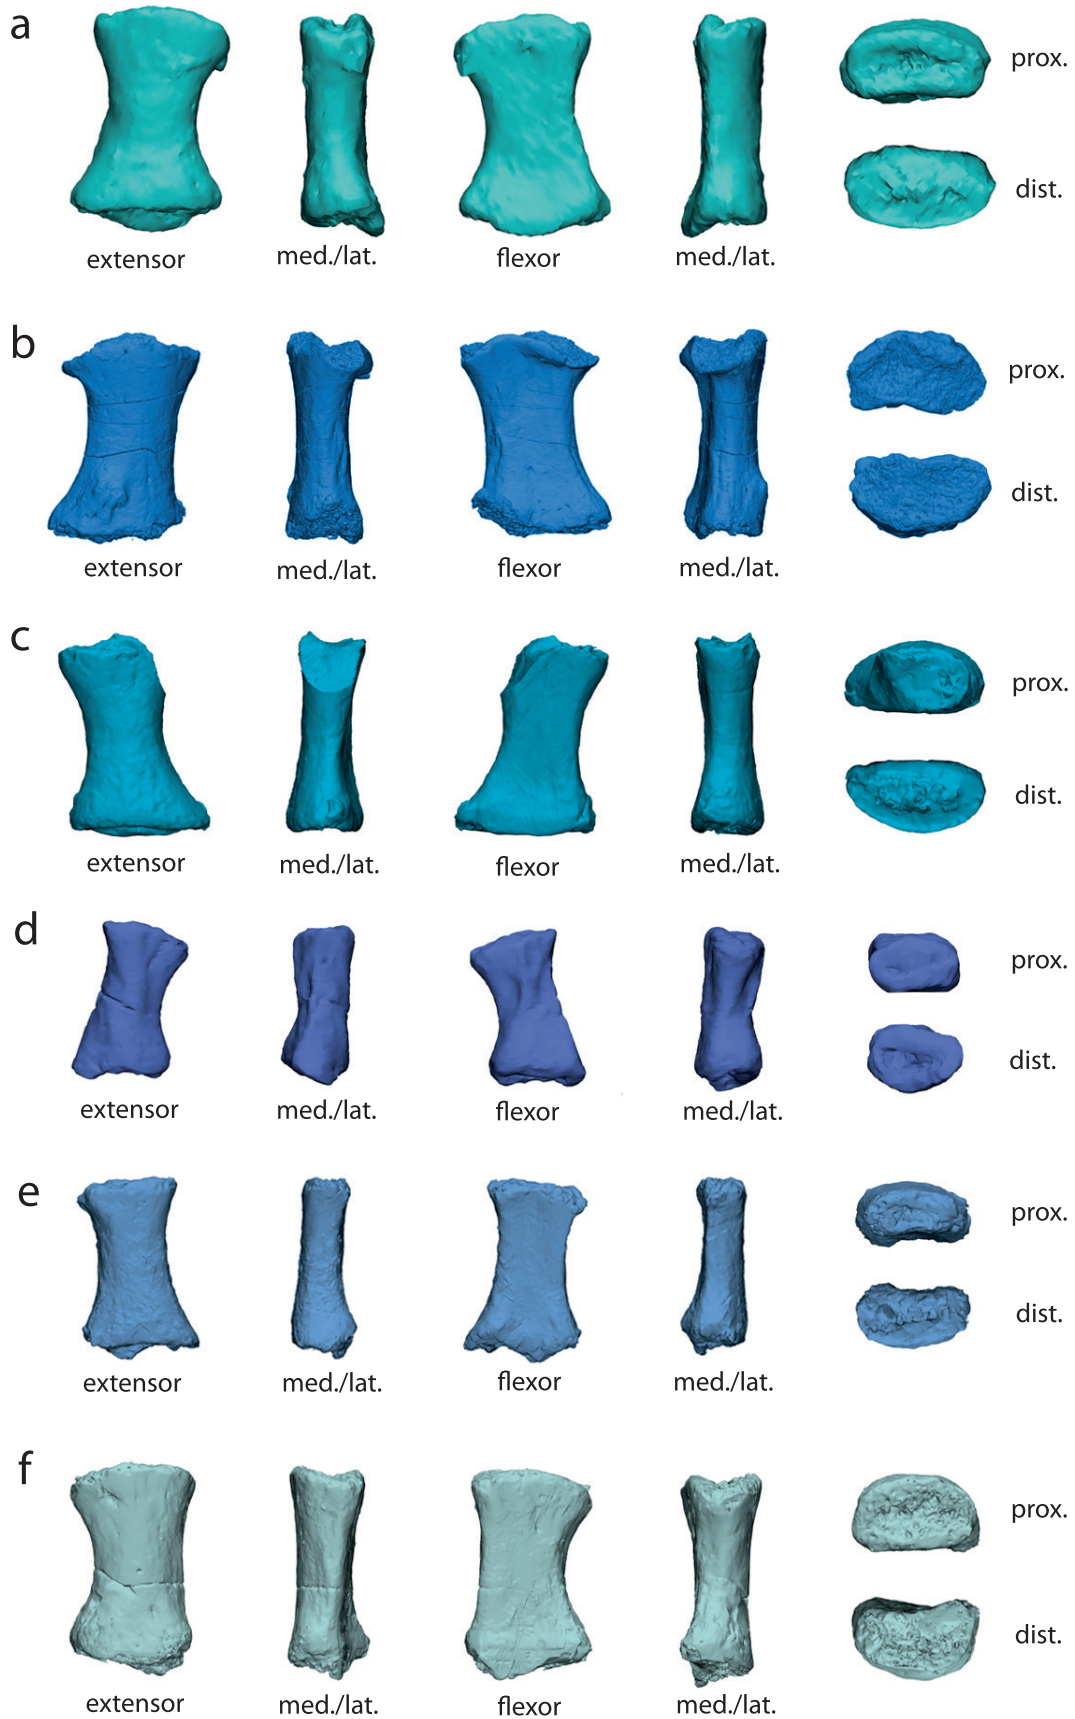 a
prox.
dist.
extensor med./lat. flexor med./lat.
b
prox.
dist.
extensor med./lat. flexor med./lat.
c
prox.
dist.
extensor med./lat. flexor med./lat.
d
prox.
dist.
extensor med./lat. flexor med./lat.
e
prox.
dist.
extensor med./lat. flexor med./lat.
f
prox.
dist.
extensor med./lat. flexor med./lat.